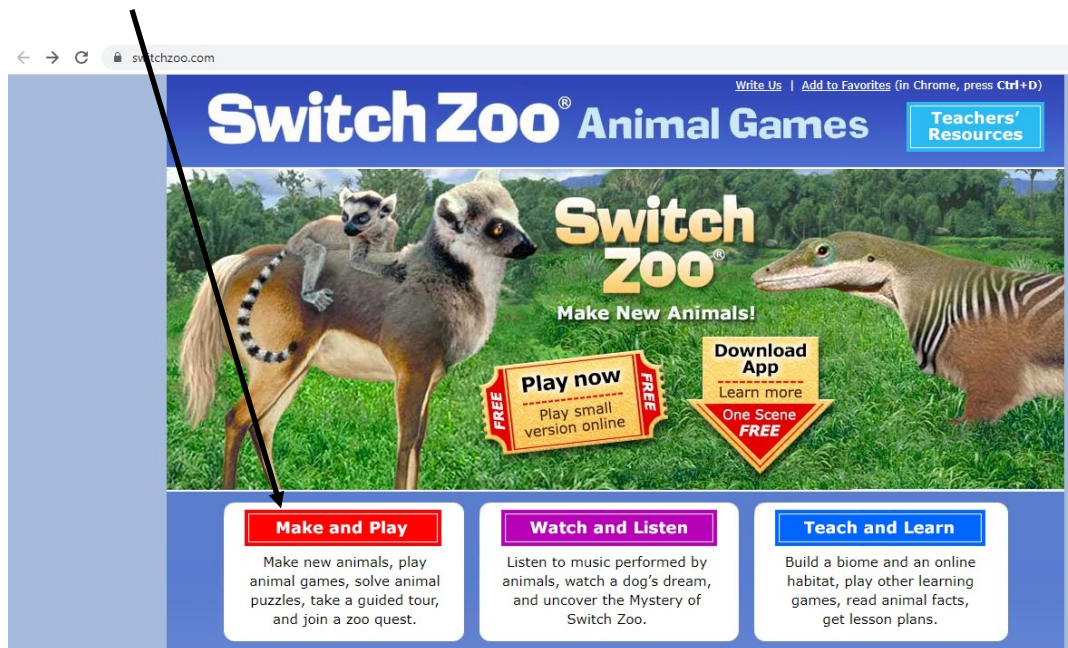 switchzoo.com
Write Us | Add to Favorites (in Chrome, press Ctrl+D)
Switch Zoo® Animal Games
Teachers’
Resources
Switch
Zoo®
Make New Animals!
FREE
Play now
Play small
version online
FREE
Download
App
Learn more
One Scene
FREE
Make and Play
Make new animals, play
animal games, solve animal
puzzles, take a guided tour,
and join a zoo quest.
Watch and Listen
Listen to music performed by
animals, watch a dog’s dream,
and uncover the Mystery of
Switch Zoo.
Teach and Learn
Build a biome and an online
habitat, play other learning
games, read animal facts,
get lesson plans.